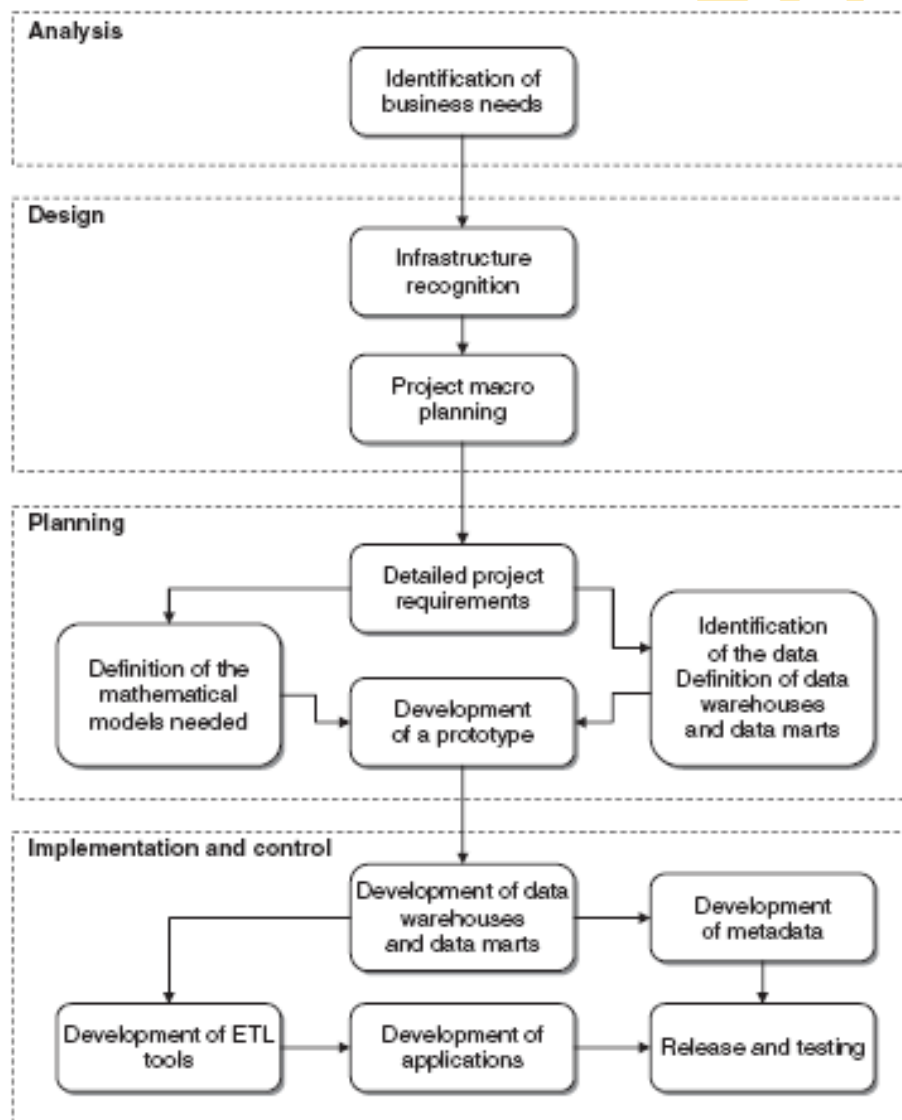 Analysis
Identification of
business needs
Design
Infrastructure
recognition
Project macro
planning
Planning
Detailed project
requirements
Definition of the
mathematical
models needed
Development
of a prototype
Identification
of the data
Definition of data
warehouses
and data marts
Implementation and control
Development of data
warehouses
and data marts
Development
of metadata
Development of ETL
tools
Development of
applications
Release and testing